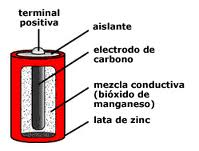 terminal
positiva
aislante
electrodo de
carbono
mezcla conductiva
(bióxido de
manganeso)
lata de zinc